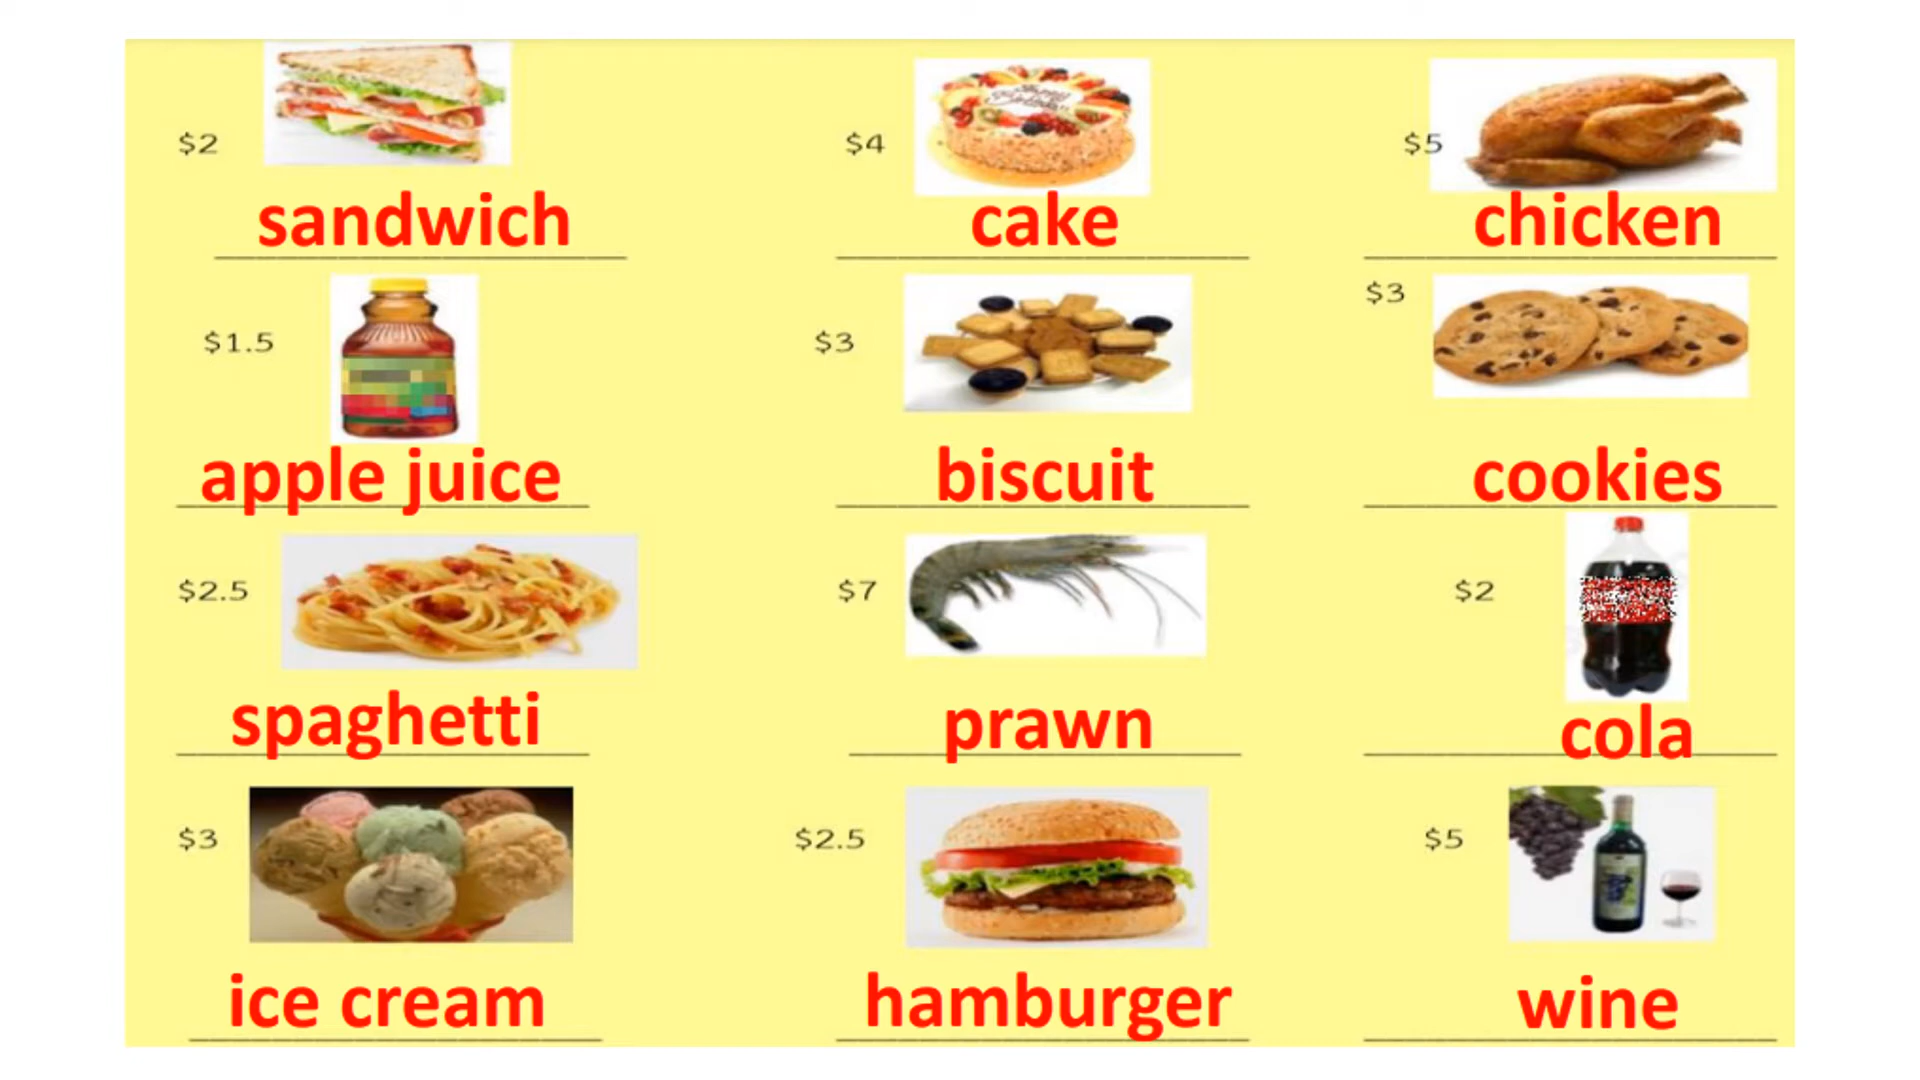 $2
$4
$5
sandwich
cake
chicken
$1.5
$3
$3
apple juice
biscuit
cookies
$2.5
$7
$2
spaghetti
prawn
cola
$3
$2.5
$5
ice cream
hamburger
wine